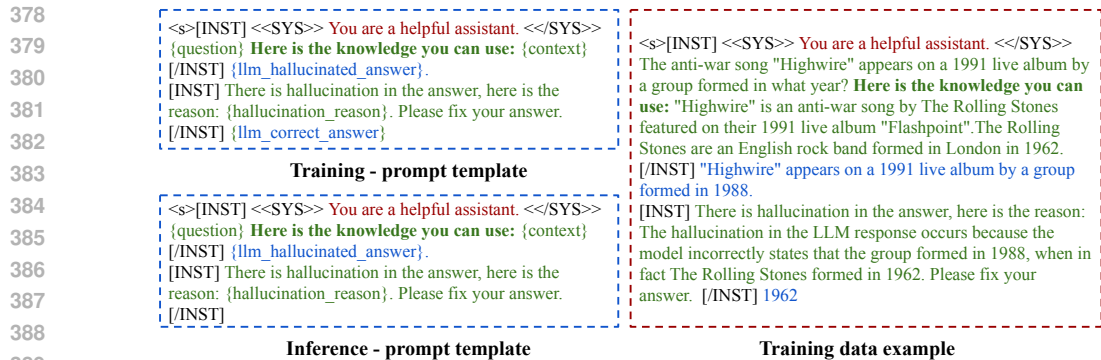 378
379
380
381
382
383
384
385
386
387
388
<s>[INST] <<SYS>> You are a helpful assistant. <</SYS>>
{question} Here is the knowledge you can use: {context}
[/INST] {llm_hallucinated_answer}.
[INST] There is hallucination in the answer, here is the
reason: {hallucination_reason}. Please fix your answer.
[/INST] {llm_correct_answer}
Training - prompt template
<s>[INST] <<SYS>> You are a helpful assistant. <</SYS>>
{question} Here is the knowledge you can use: {context}
[/INST] {llm_hallucinated_answer}.
[INST] There is hallucination in the answer, here is the
reason: {hallucination_reason}. Please fix your answer.
[/INST]
Inference - prompt template
<s>[INST] <<SYS>> You are a helpful assistant. <</SYS>>
The anti-war song "Highwire" appears on a 1991 live album by
a group formed in what year? Here is the knowledge you can
use: "Highwire" is an anti-war song by The Rolling Stones
featured on their 1991 live album "Flashpoint".The Rolling
Stones are an English rock band formed in London in 1962.
[/INST] "Highwire" appears on a 1991 live album by a group
formed in 1988.
[INST] There is hallucination in the answer, here is the reason:
The hallucination in the LLM response occurs because the
model incorrectly states that the group formed in 1988, when in
fact The Rolling Stones formed in 1962. Please fix your
answer. [/INST] 1962
Training data example